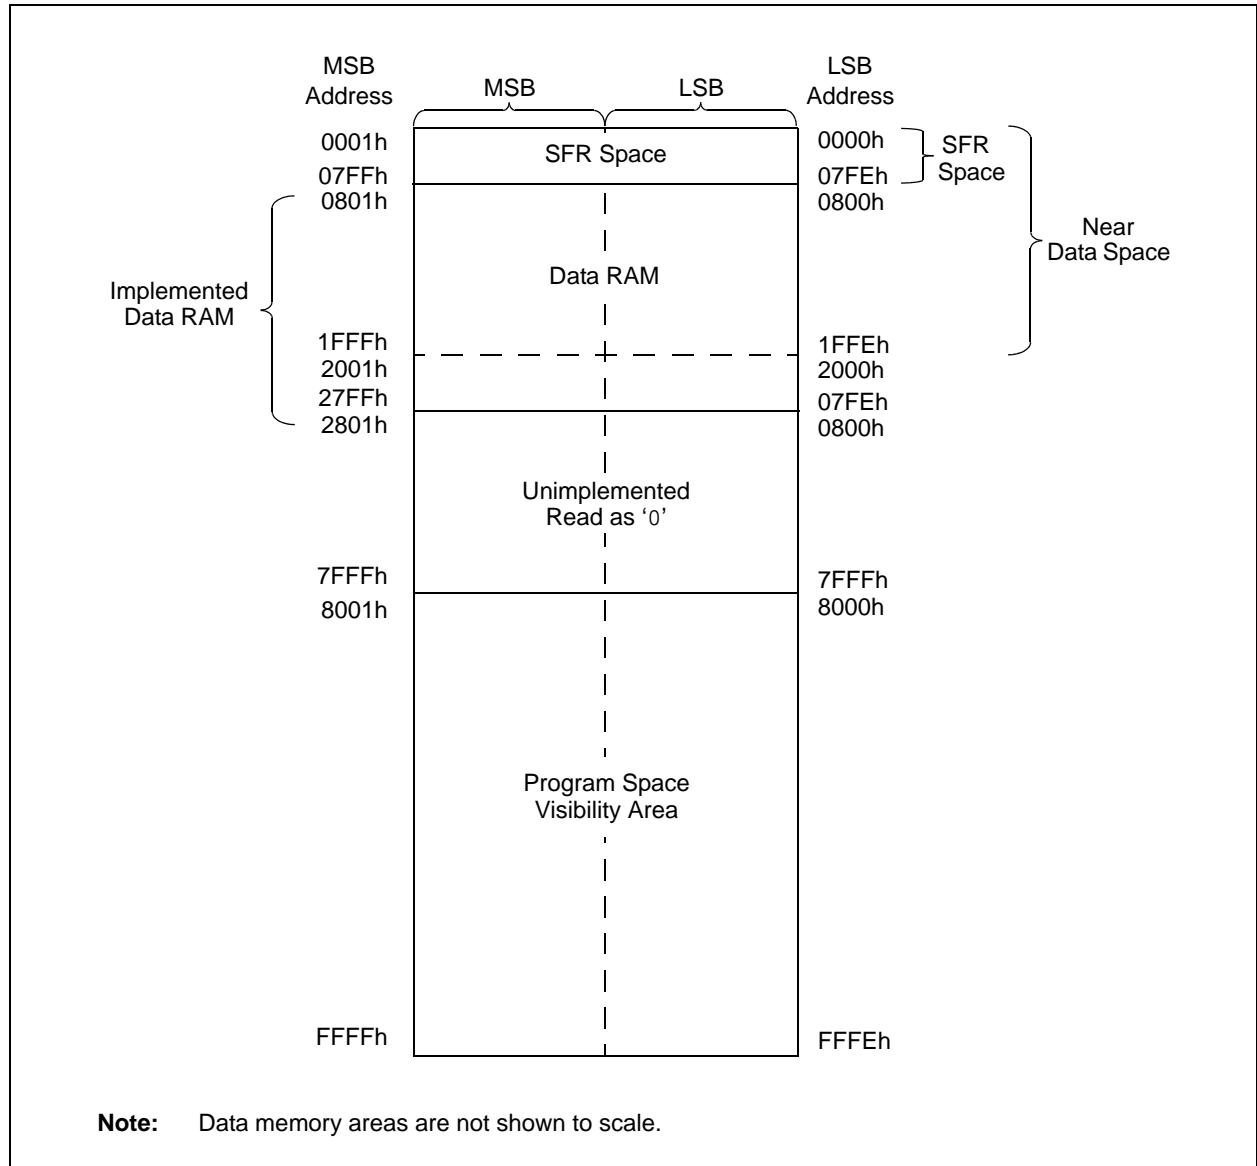 MSB
Address
MSB
LSB
LSB
Address
0001h
SFR Space
0000h
SFR
Space
07FFh
07FEh
0801h
0800h
Near
Data Space
Data RAM
Implemented
Data RAM
1FFFh
1FFEh
2001h
2000h
27FFh
07FEh
2801h
0800h
Unimplemented
Read as ‘0’
7FFFh
7FFFh
8001h
8000h
Program Space
Visibility Area
FFFFh
FFFEh
Note: Data memory areas are not shown to scale.